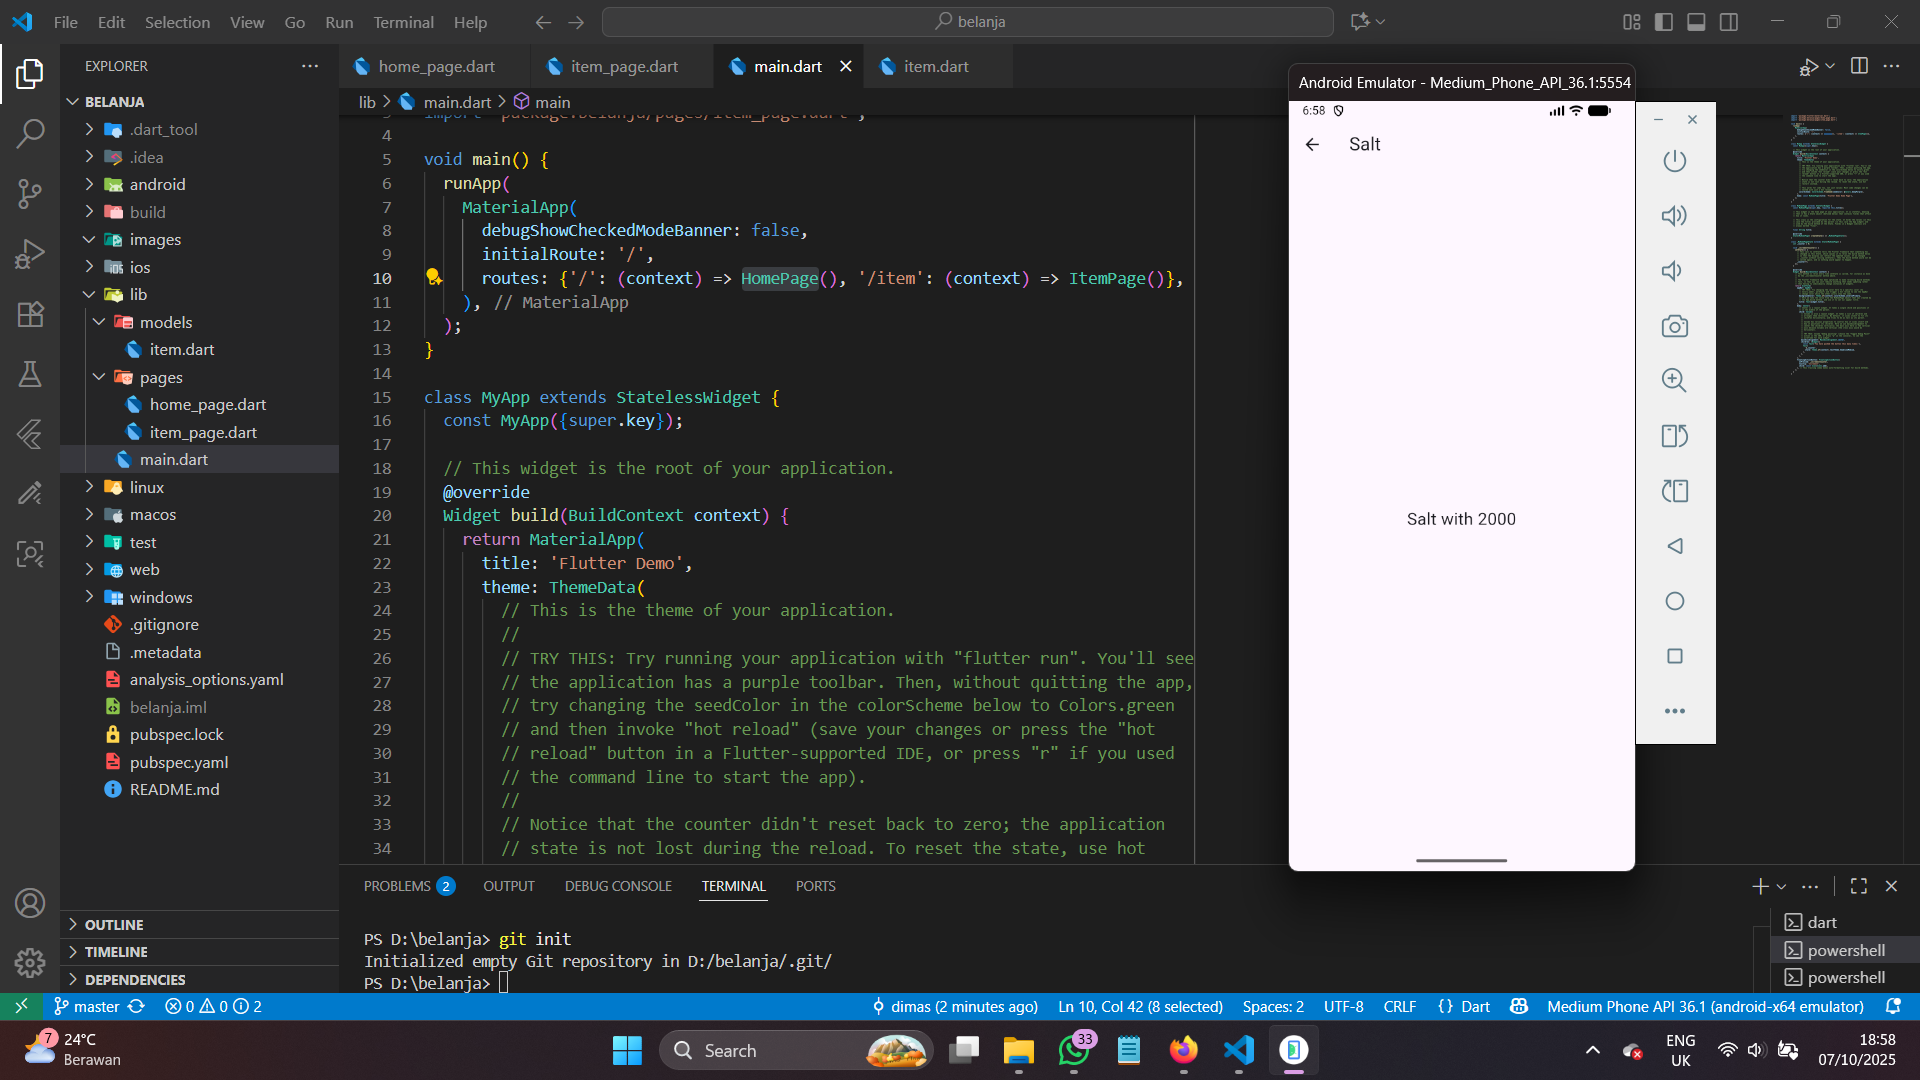 File Edit Selection View Go Run Terminal Help
belanja
EXPLORER
BELANJA
.dart_tool
.idea
android
build
images
ios
lib
models
item.dart
pages
home_page.dart
item_page.dart
main.dart
linux
macos
test
web
windows
.gitignore
.metadata
analysis_options.yaml
belanja.iml
pubspec.lock
pubspec.yaml
README.md
OUTLINE
TIMELINE
DEPENDENCIES
home_page.dart item_page.dart main.dart item.dart
lib > main.dart > main
3 import 'package:belanja/pages/item_page.dart';
4
5 void main() {
6 runApp(
7 MaterialApp(
8 debugShowCheckedModeBanner: false,
9 initialRoute: '/',
10 routes: {'/': (context) => HomePage(), '/item': (context) => ItemPage()},
11 ), // MaterialApp
12 );
13 }
14
15 class MyApp extends StatelessWidget {
16 const MyApp({super.key});
17
18 // This widget is the root of your application.
19 @override
20 Widget build(BuildContext context) {
21 return MaterialApp(
22 title: 'Flutter Demo',
23 theme: ThemeData(
24 // This is the theme of your application.
25 //
26 // TRY THIS: Try running your application with "flutter run". You'll see
27 // the application has a purple toolbar. Then, without quitting the app,
28 // try changing the seedColor in the colorScheme below to Colors.green
29 // and then invoke "hot reload" (save your changes or press the "hot
30 // reload" button in a Flutter-supported IDE, or press "r" if you used
31 // the command line to start the app).
32 //
33 // Notice that the counter didn't reset back to zero; the application
34 // state is not lost during the reload. To reset the state, use hot
Android Emulator - Medium_Phone_API_36.1:5554
6:58
Salt
Salt with 2000
PROBLEMS 2 OUTPUT DEBUG CONSOLE TERMINAL PORTS
PS D:\belanja> git init
Initialized empty Git repository in D:/belanja/.git/
PS D:\belanja>
dart
powershell
powershell
master 0 0 2 dimas (2 minutes ago) Ln 10, Col 42 (8 selected) Spaces: 2 UTF-8 CRLF {} Dart Medium Phone API 36.1 (android-x64 emulator)
7 24°C
Berawan
Search
33
ENG
UK
18:58
07/10/2025